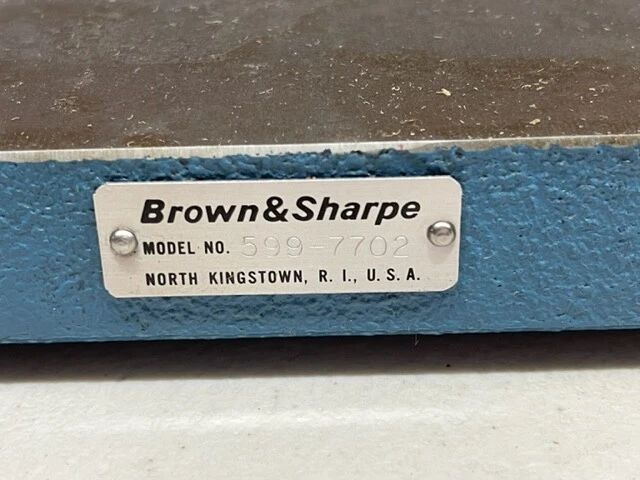 Brown&Sharpe
MODEL NO. 599-7702
NORTH KINGSTOWN, R. I., U. S. A.